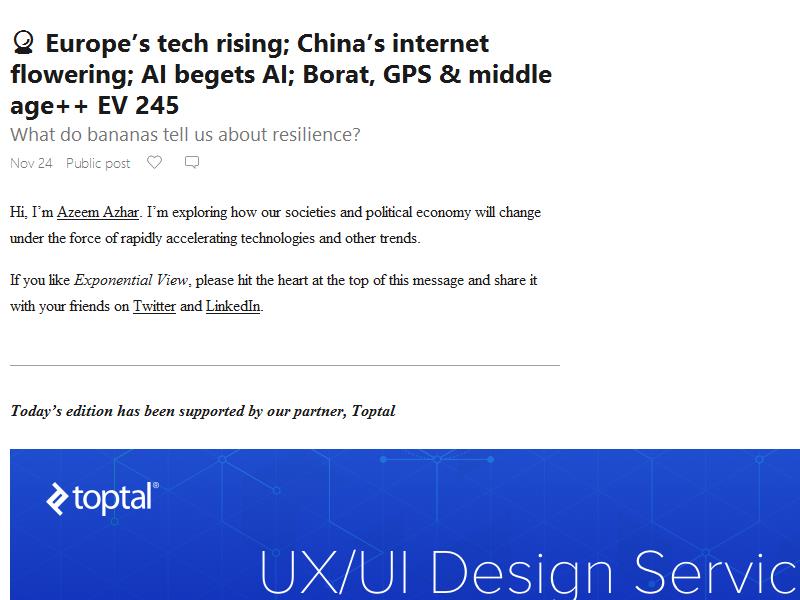 🔮 Europe’s tech rising; China’s internet
flowering; AI begets AI; Borat, GPS & middle
age++ EV 245
What do bananas tell us about resilience?
Nov 24 Public post
Hi, I’m Azeem Azhar. I’m exploring how our societies and political economy will change
under the force of rapidly accelerating technologies and other trends.
If you like Exponential View, please hit the heart at the top of this message and share it
with your friends on Twitter and LinkedIn.
Today’s edition has been supported by our partner, Toptal
toptal®
UX/UI Design Servic